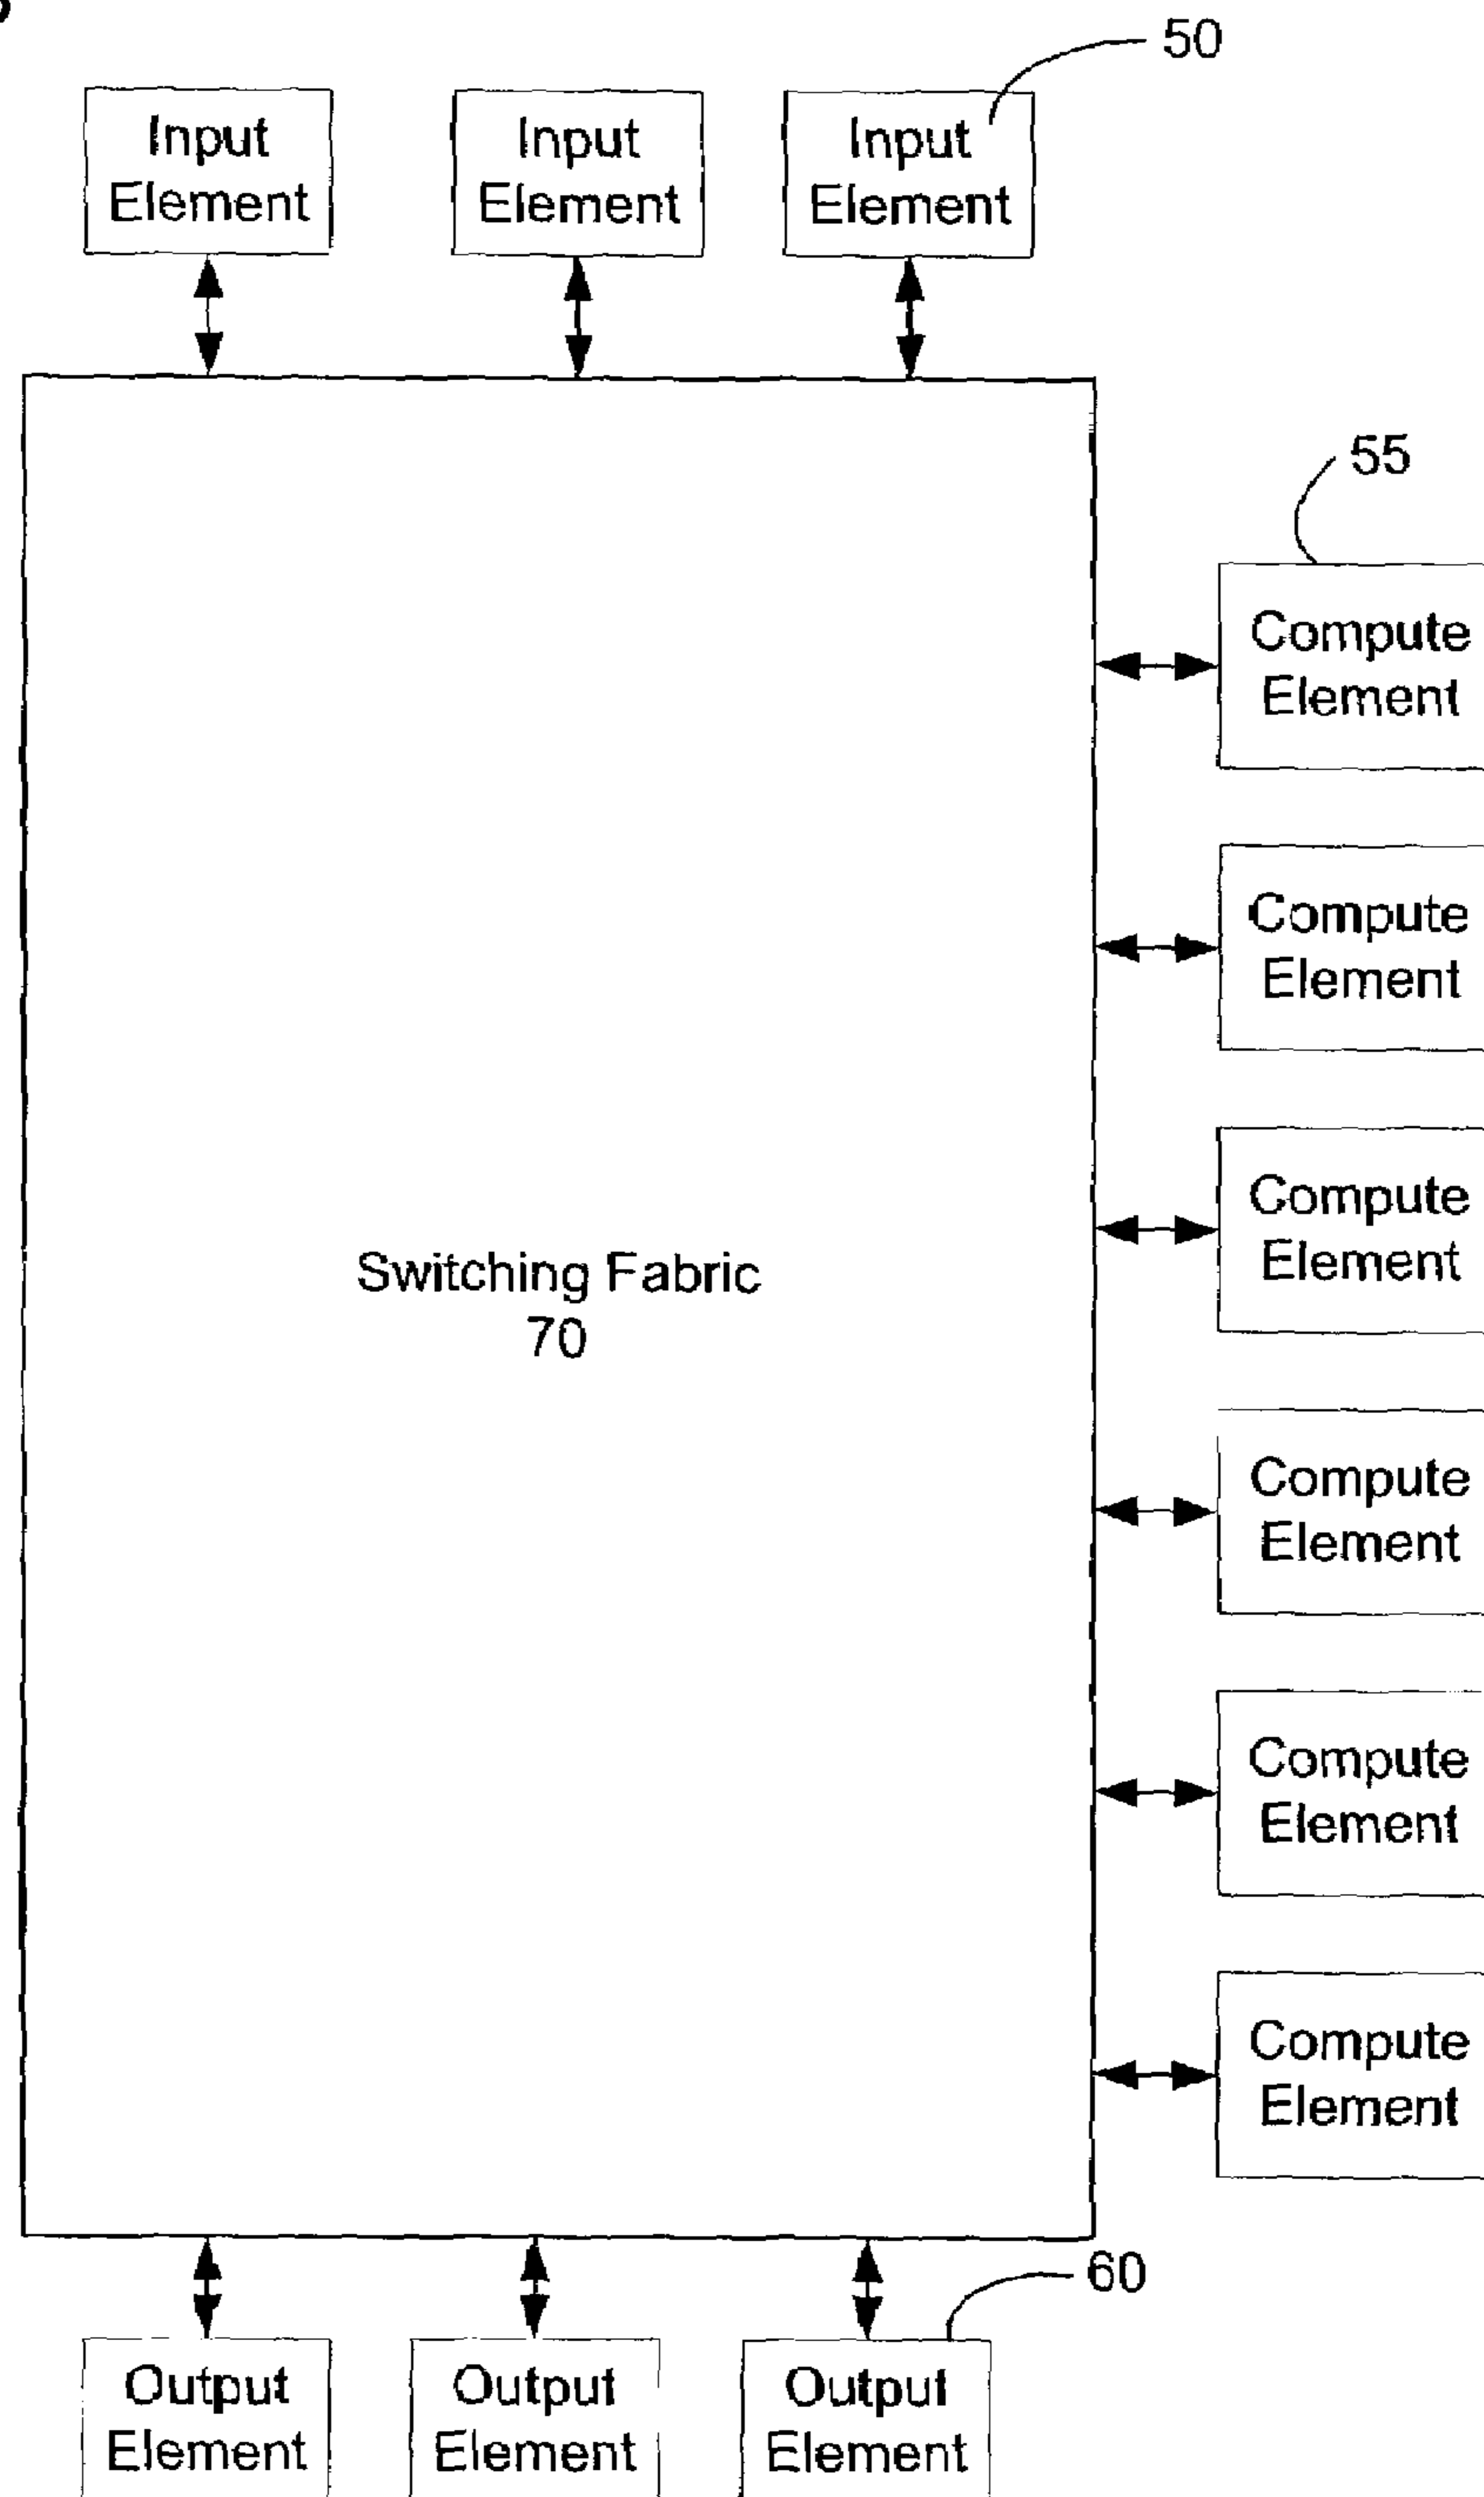 50
Input
Element
Input
Element
Input
Element
55
Compute
Element
Compute
Element
Compute
Element
Switching Fabric
70
Compute
Element
Compute
Element
Compute
Element
60
Output
Element
Output
Element
Output
Element